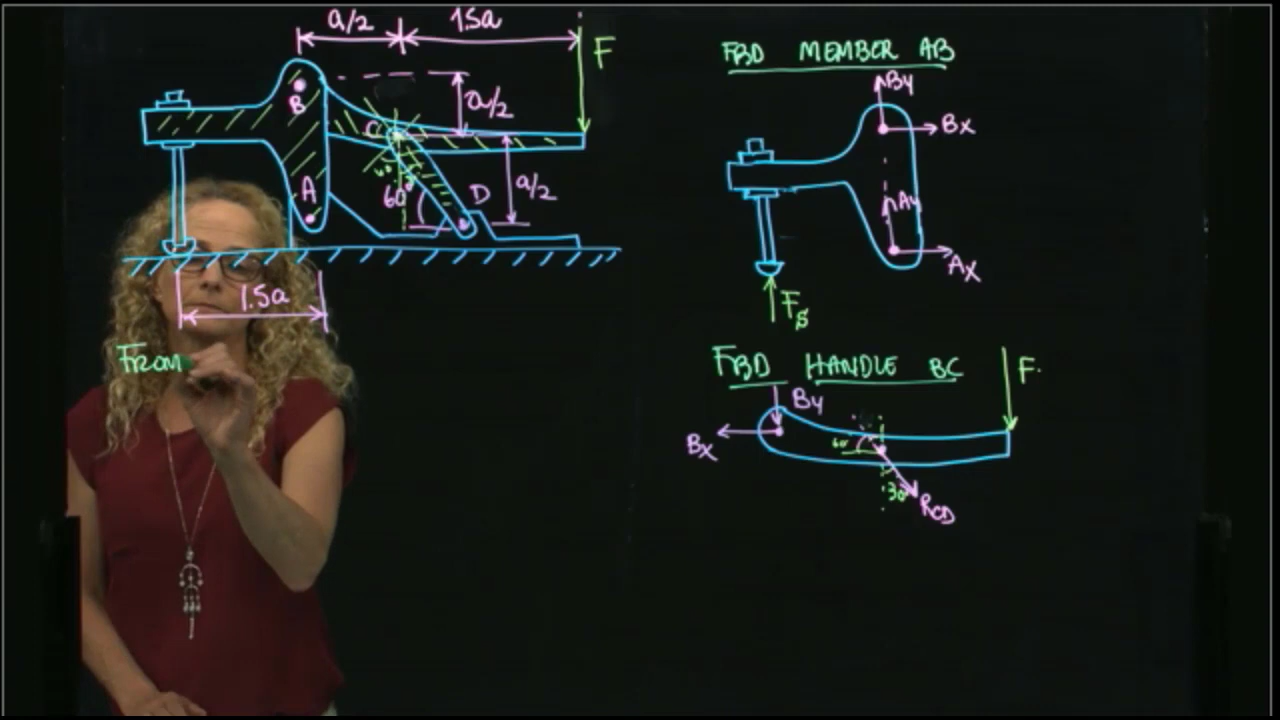 a/2
1.5a
F
B
a/2
C
60°
A
60°
D
a/2
1.5a
FROM
FBD MEMBER AB
By
Bx
Ay
Ax
Fs
FBD HANDLE BC
F
By
Bx
60°
30°
RCD